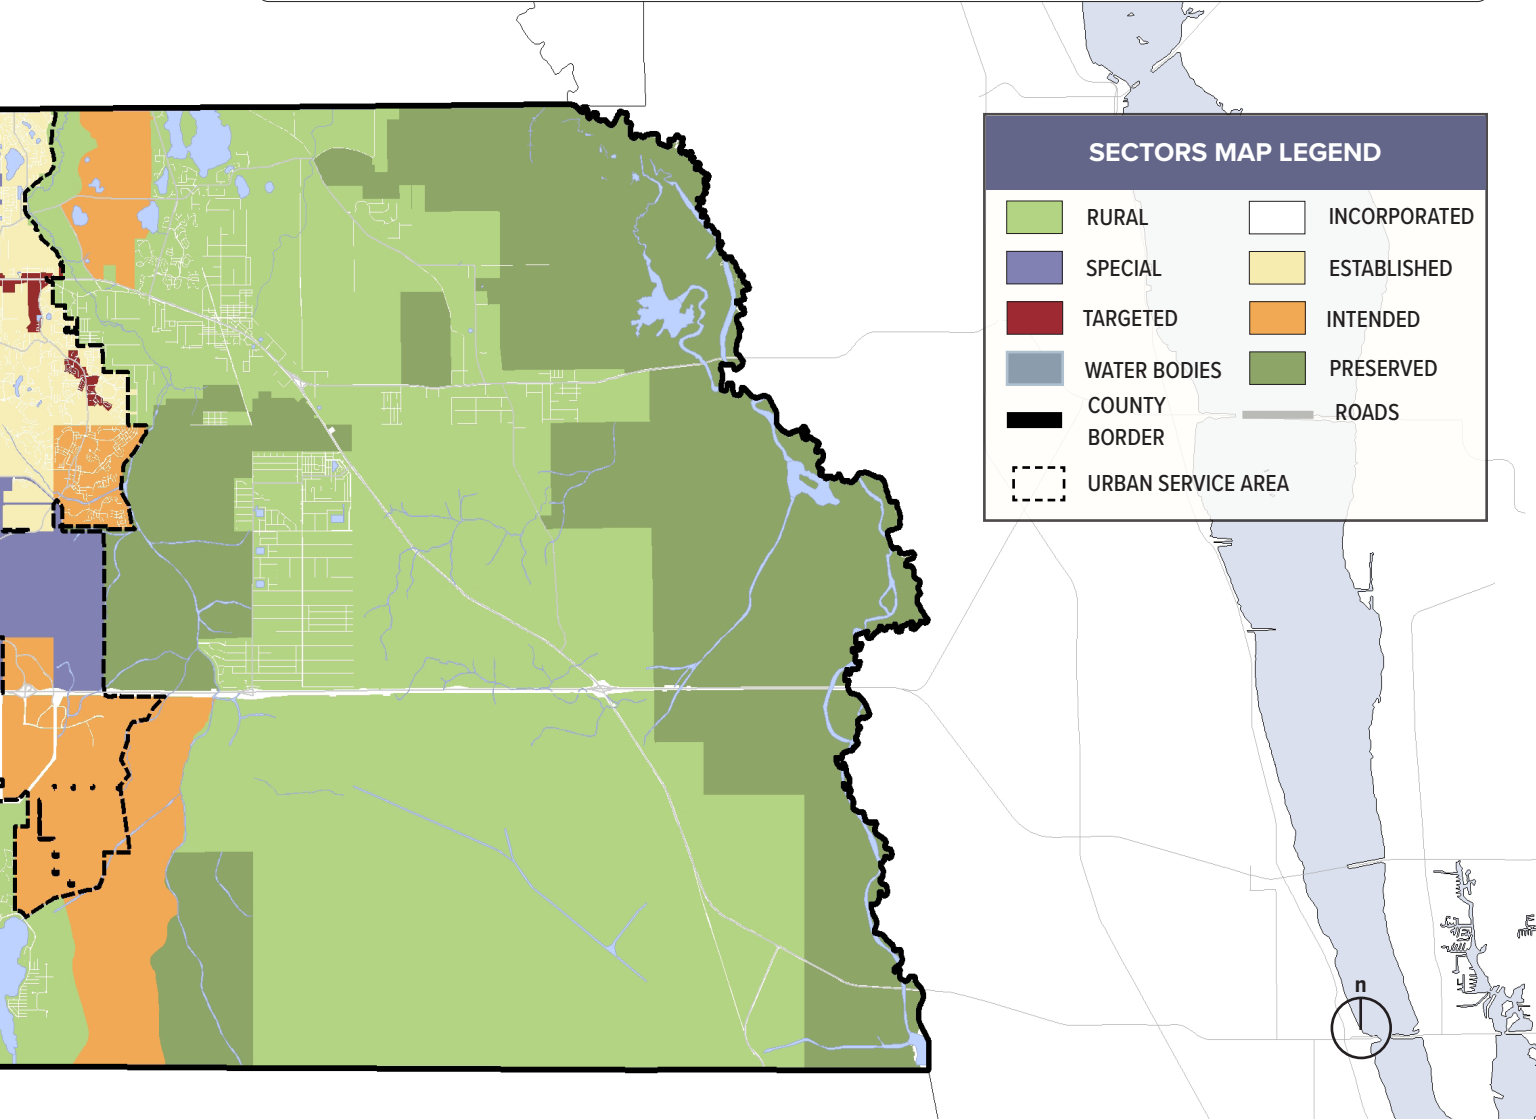 SECTORS MAP LEGEND
RURAL
INCORPORATED
SPECIAL
ESTABLISHED
TARGETED
INTENDED
WATER BODIES
PRESERVED
COUNTY
BORDER
ROADS
URBAN SERVICE AREA
n